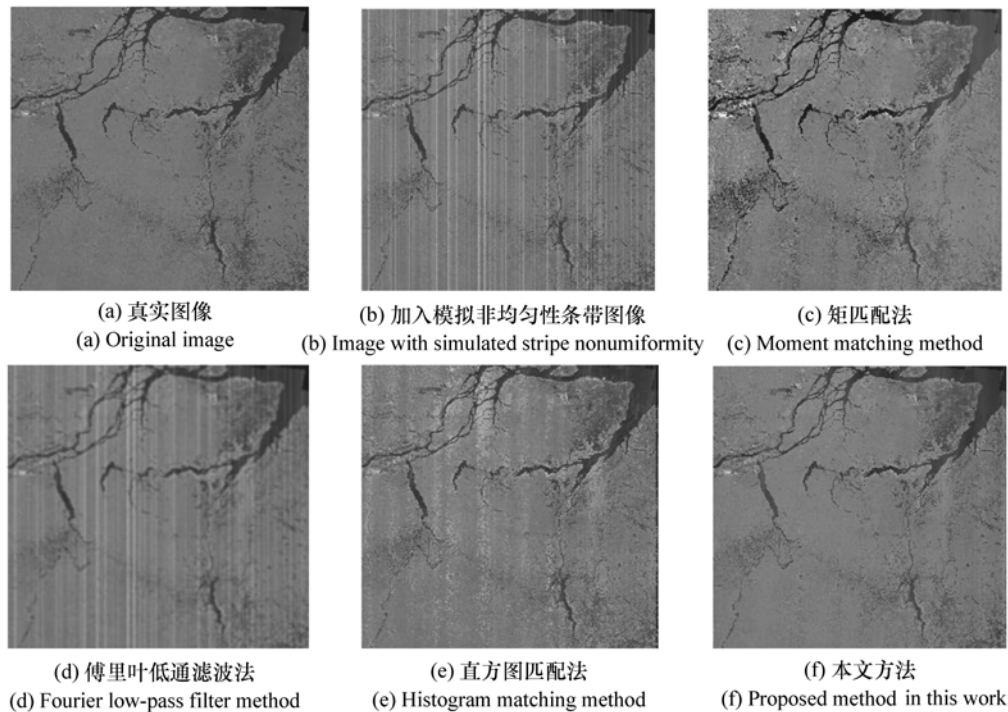 (a) 真实图像
(a) Original image
(b) 加入模拟非均匀性条带图像
(b) Image with simulated stripe nonumiformity
(c) 矩匹配法
(c) Moment matching method
(d) 傅里叶低通滤波法
(d) Fourier low-pass filter method
(e) 直方图匹配法
(e) Histogram matching method
(f) 本文方法
(f) Proposed method in this work